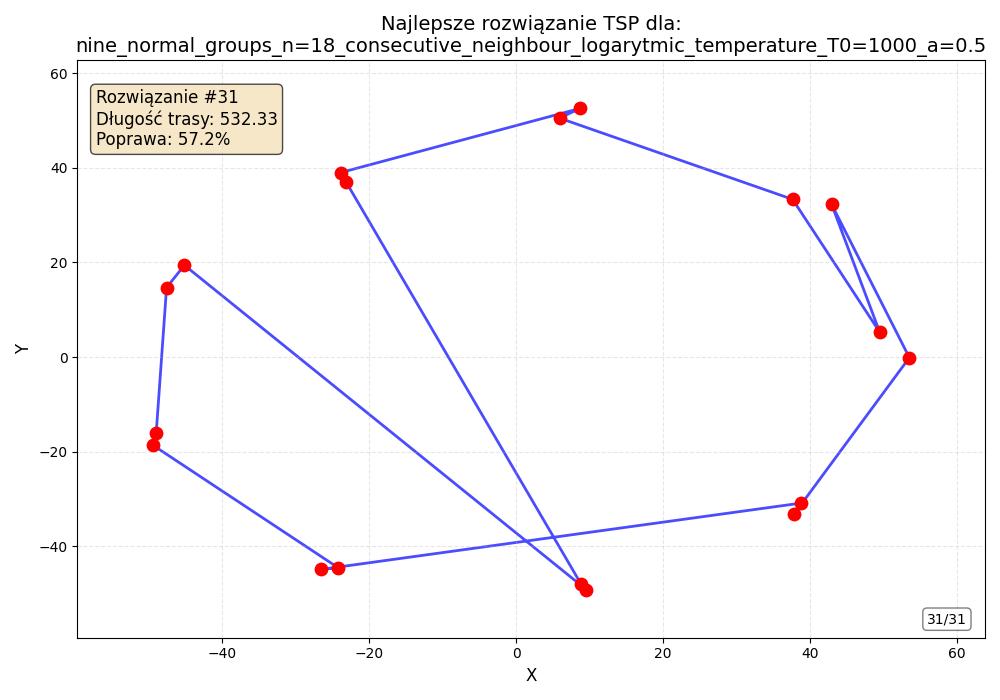 Najlepsze rozwiązanie TSP dla:
nine_normal_groups_n=18_consecutive_neighbour_logarytmic_temperature_T0=1000_a=0.5
Rozwiązanie #31
Długość trasy: 532.33
Poprawa: 57.2%
60
40
20
0
−20
−40
Y
31/31
−40
−20
0
20
40
60
X